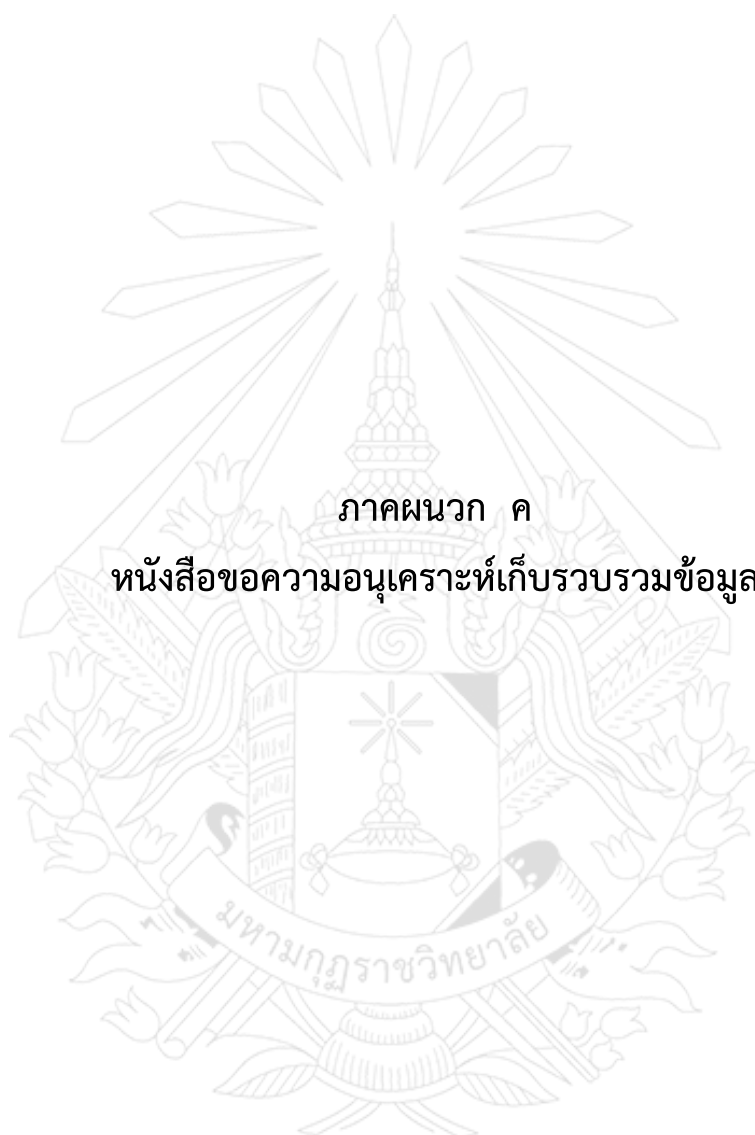 ภาคผนวก ค
หนังสือขอความอนุเคราะห์เก็บรวบรวมข้อมูล
มหามกุฏราชวิทยาลัย